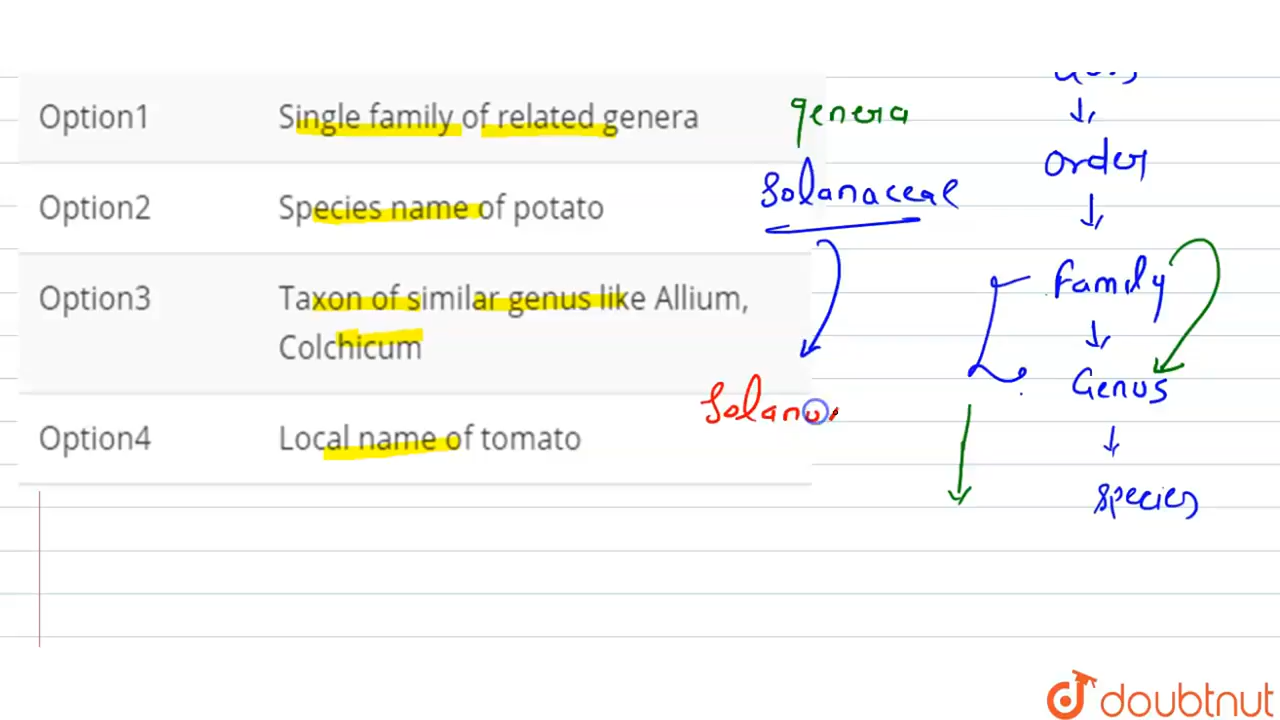 Option1 Single family of related genera
Option2 Species name of potato
Option3 Taxon of similar genus like Allium,
Colchicum
Option4 Local name of tomato
genera
Solanaceae
Order
Family
Genus
Species
doubtnut